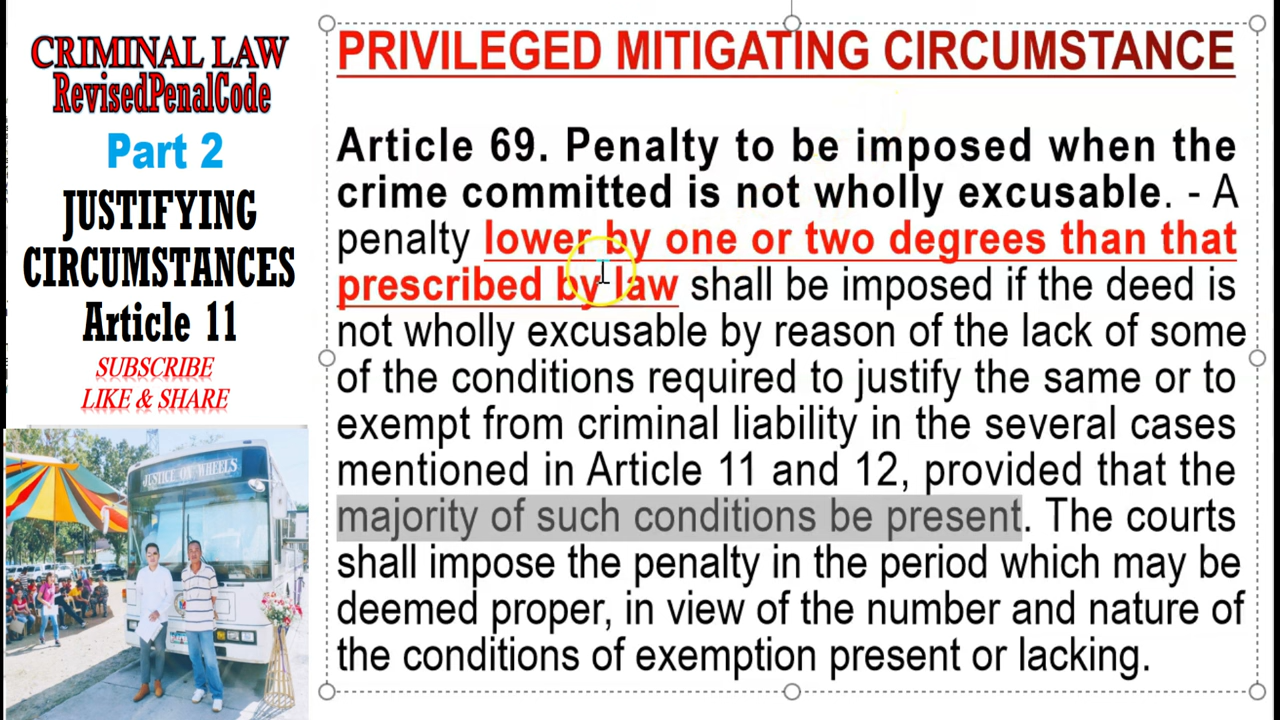 CRIMINAL LAW
RevisedPenalCode
Part 2
JUSTIFYING
CIRCUMSTANCES
Article 11
SUBSCRIBE
LIKE & SHARE
JUSTICE ON WHEELS
PRIVILEGED MITIGATING CIRCUMSTANCE
Article 69. Penalty to be imposed when the
crime committed is not wholly excusable. - A
penalty lower by one or two degrees than that
prescribed by law shall be imposed if the deed is
not wholly excusable by reason of the lack of some
of the conditions required to justify the same or to
exempt from criminal liability in the several cases
mentioned in Article 11 and 12, provided that the
majority of such conditions be present. The courts
shall impose the penalty in the period which may be
deemed proper, in view of the number and nature of
the conditions of exemption present or lacking.